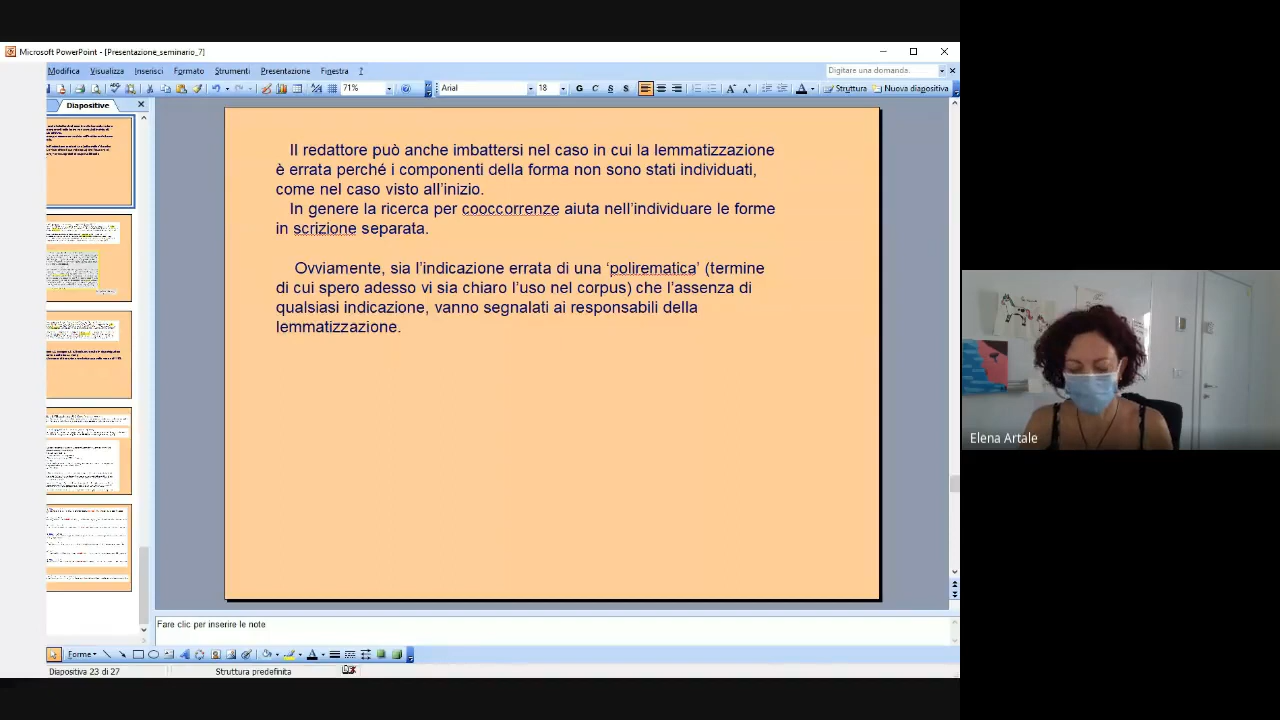 Microsoft PowerPoint - [Presentazione_seminario_7]
Modifica Visualizza Inserisci Formato Strumenti Presentazione Finestra ?
Digitare una domanda.
71%
Arial
18
G C S S
Struttura
Nuova diapositiva
Diapositive
Il redattore può anche imbattersi nel caso in cui la lemmatizzazione
è errata perché i componenti della forma non sono stati individuati,
come nel caso visto all'inizio.
In genere la ricerca per cooccorrenze aiuta nell'individuare le forme
in scrizione separata.
Ovviamente, sia l'indicazione errata di una 'polirematica' (termine
di cui spero adesso vi sia chiaro l'uso nel corpus) che l'assenza di
qualsiasi indicazione, vanno segnalati ai responsabili della
lemmatizzazione.
Elena Artale
Fare clic per inserire le note
Forme
Diapositiva 23 di 27
Struttura predefinita